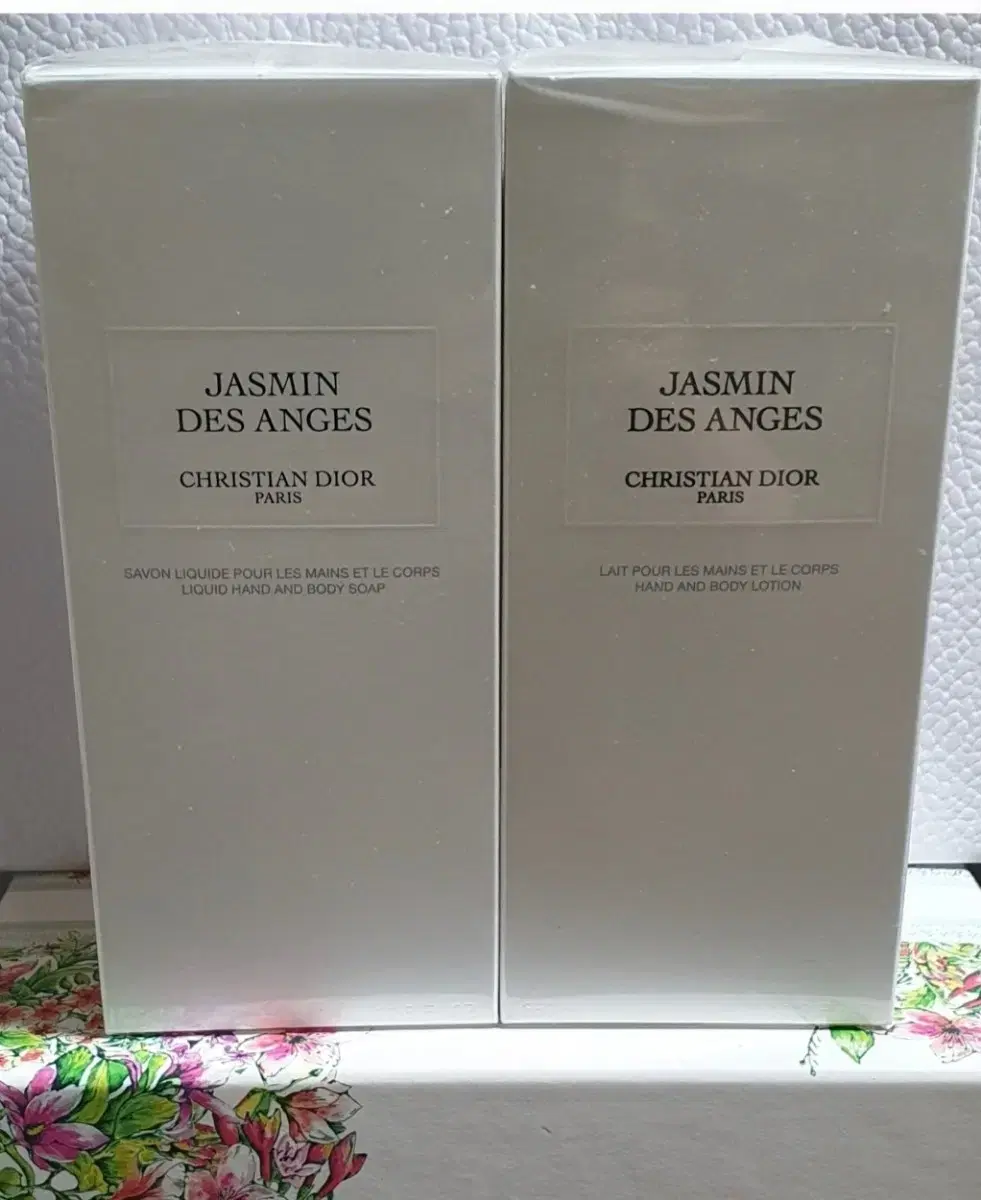 JASMIN
DES ANGES
CHRISTIAN DIOR
PARIS
SAVON LIQUIDE POUR LES MAINS ET LE CORPS
LIQUID HAND AND BODY SOAP
JASMIN
DES ANGES
CHRISTIAN DIOR
PARIS
LAIT POUR LES MAINS ET LE CORPS
HAND AND BODY LOTION